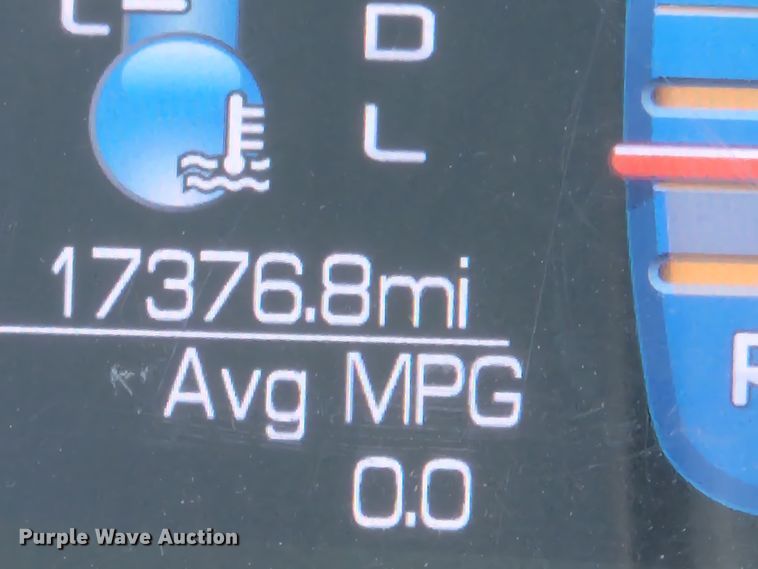 D
L
17376.8mi
Avg MPG
0.0
Purple Wave Auction